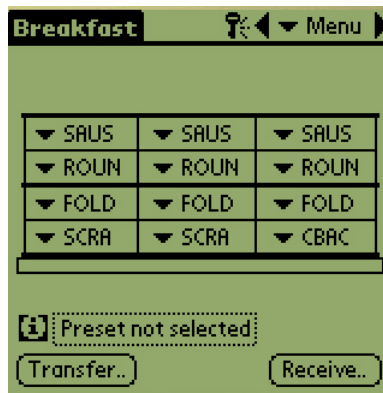 Breakfast Menu
SAUS SAUS SAUS
ROUN ROUN ROUN
FOLD FOLD FOLD
SCRA SCRA CBAC
Preset not selected
Transfer.. Receive..